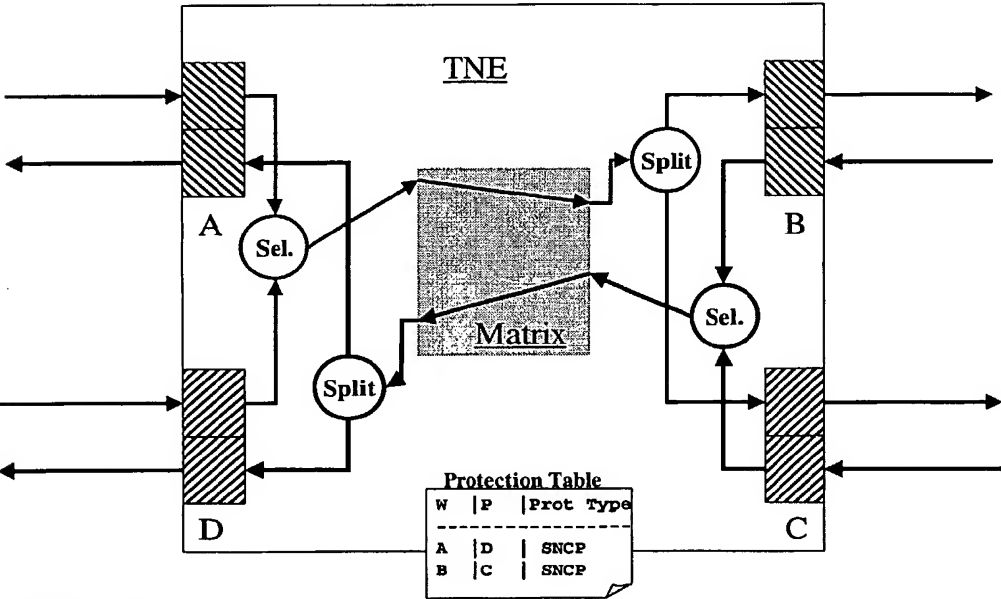 TNE
Split
A
B
Sel.
Sel.
Matrix
Split
D
C
Protection Table
W |P |Prot Type
--------------------
A |D | SNCP
B |C | SNCP